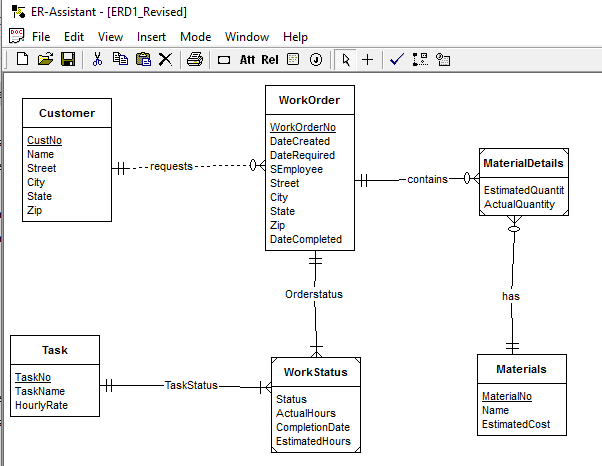 ER-Assistant - [ERD1_Revised]
DOC File Edit View Insert Mode Window Help
Att Rel J
Customer
CustNo
Name
Street
City
State
Zip
requests
WorkOrder
WorkOrderNo
DateCreated
DateRequired
SEmployee
Street
City
State
Zip
DateCompleted
contains
MaterialDetails
EstimatedQuantit
ActualQuantity
Orderstatus
has
Task
TaskNo
TaskName
HourlyRate
TaskStatus
WorkStatus
Status
ActualHours
CompletionDate
EstimatedHours
Materials
MaterialNo
Name
EstimatedCost